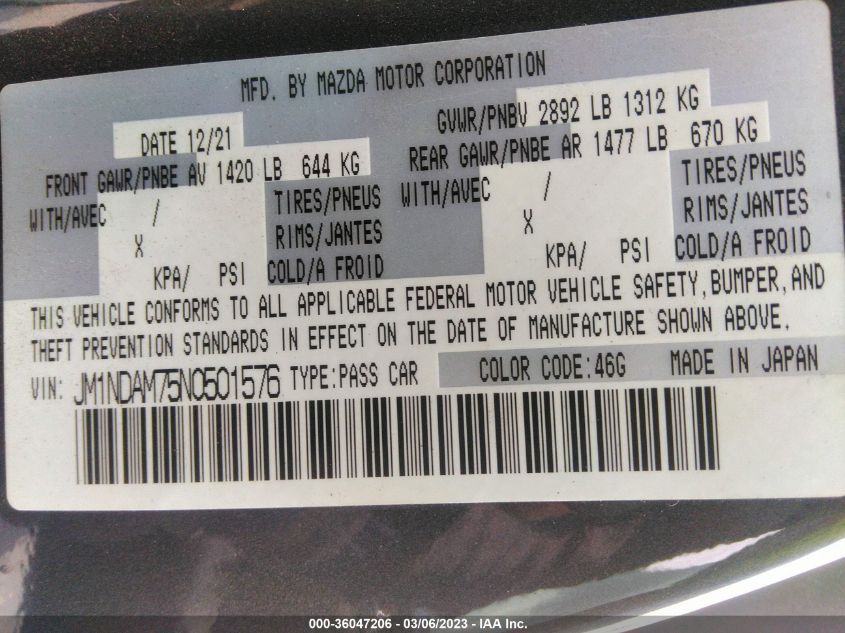 MFD. BY MAZDA MOTOR CORPORATION
DATE 12/21
GVWR/PNBV 2892 LB 1312 KG
FRONT GAWR/PNBE AV 1420 LB 644 KG
REAR GAWR/PNBE AR 1477 LB 670 KG
WITH/AVEC / TIRES/PNEUS
WITH/AVEC / TIRES/PNEUS
X RIMS/JANTES
X RIMS/JANTES
KPA/ PSI COLD/A FROID
KPA/ PSI COLD/A FROID
THIS VEHICLE CONFORMS TO ALL APPLICABLE FEDERAL MOTOR VEHICLE SAFETY, BUMPER, AND
THEFT PREVENTION STANDARDS IN EFFECT ON THE DATE OF MANUFACTURE SHOWN ABOVE.
VIN: JM1NDAM75N0501576 TYPE:PASS CAR COLOR CODE:46G MADE IN JAPAN
000-36047206 - 03/06/2023 - © IAA Inc.